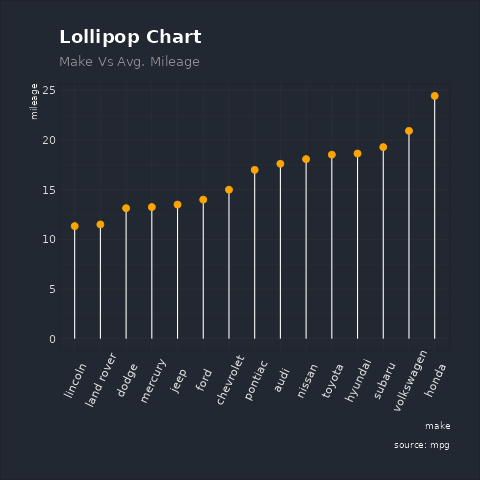 Lollipop Chart
Make Vs Avg. Mileage
mileage
25
20
15
10
5
0
lincoln
land rover
dodge
mercury
jeep
ford
chevrolet
pontiac
audi
nissan
toyota
hyundai
subaru
volkswagen
honda
make
source: mpg